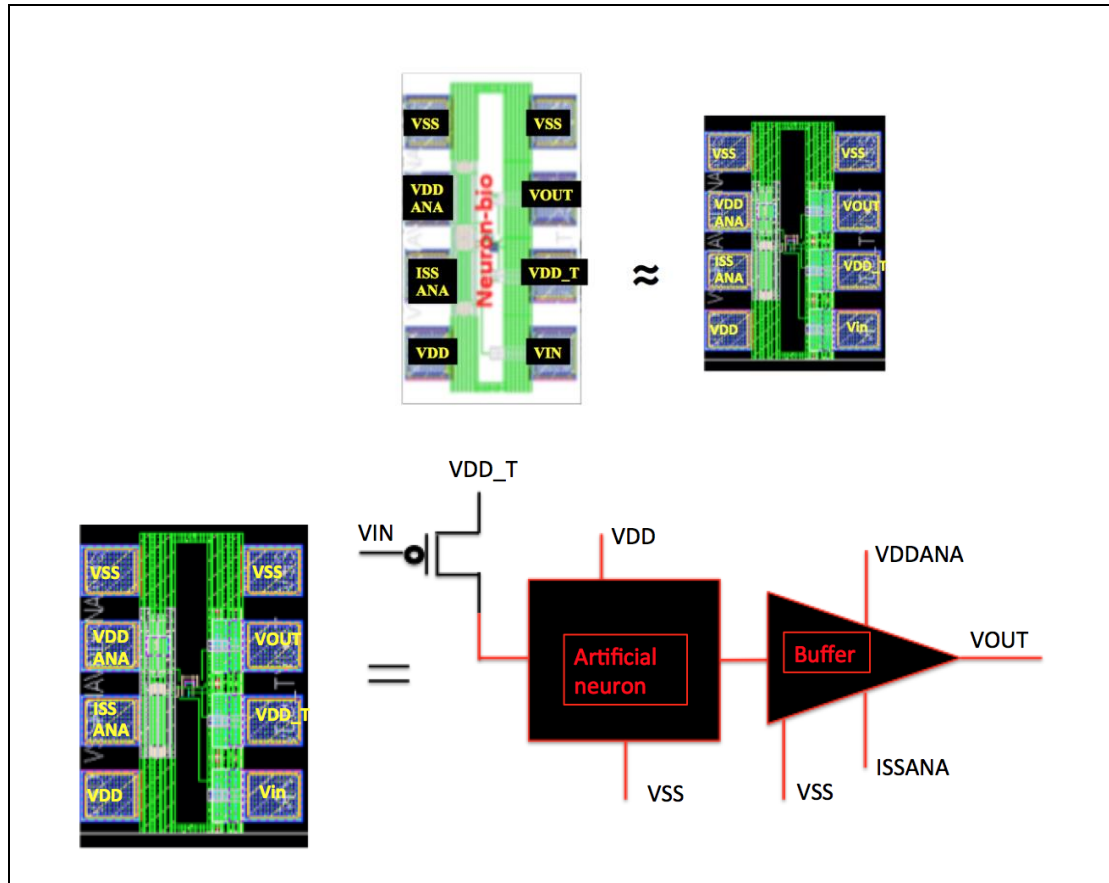 VSS
VSS
VDD
ANA
VOUT
Neuron-bio
ISS
ANA
VDD_T
VDD
VIN
≈
VSS
VSS
VDD
ANA
VOUT
ISS
ANA
VDD_T
VDD
Vin
VDD_T
VIN
VDD
VDDANA
Artificial
neuron
Buffer
VOUT
VSS
VSS
ISSANA
VSS
VSS
VDD
ANA
VOUT
=
ISS
ANA
VDD_T
VDD
Vin